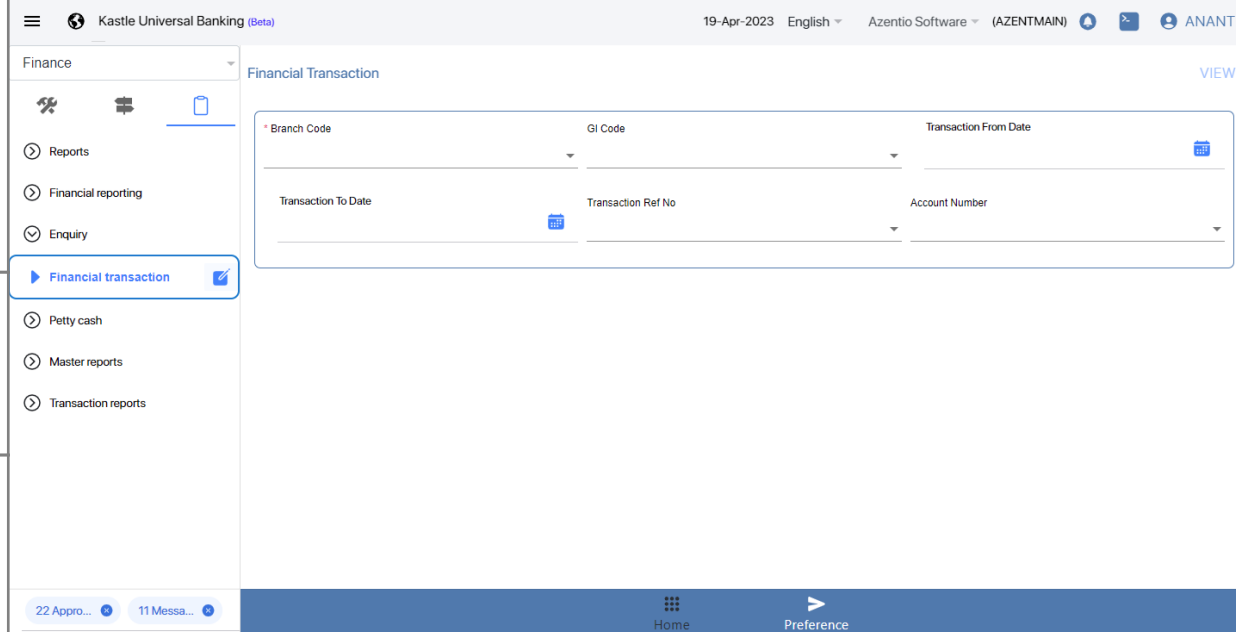 Kastle Universal Banking (Beta)
19-Apr-2023 English Azentio Software (AZENTMAIN) ANANT
Finance
Financial Transaction
VIEW
Reports
Financial reporting
Enquiry
Financial transaction
Petty cash
Master reports
Transaction reports
* Branch Code
Gl Code
Transaction From Date
Transaction To Date
Transaction Ref No
Account Number
22 Appro...
11 Messa...
Home
Preference